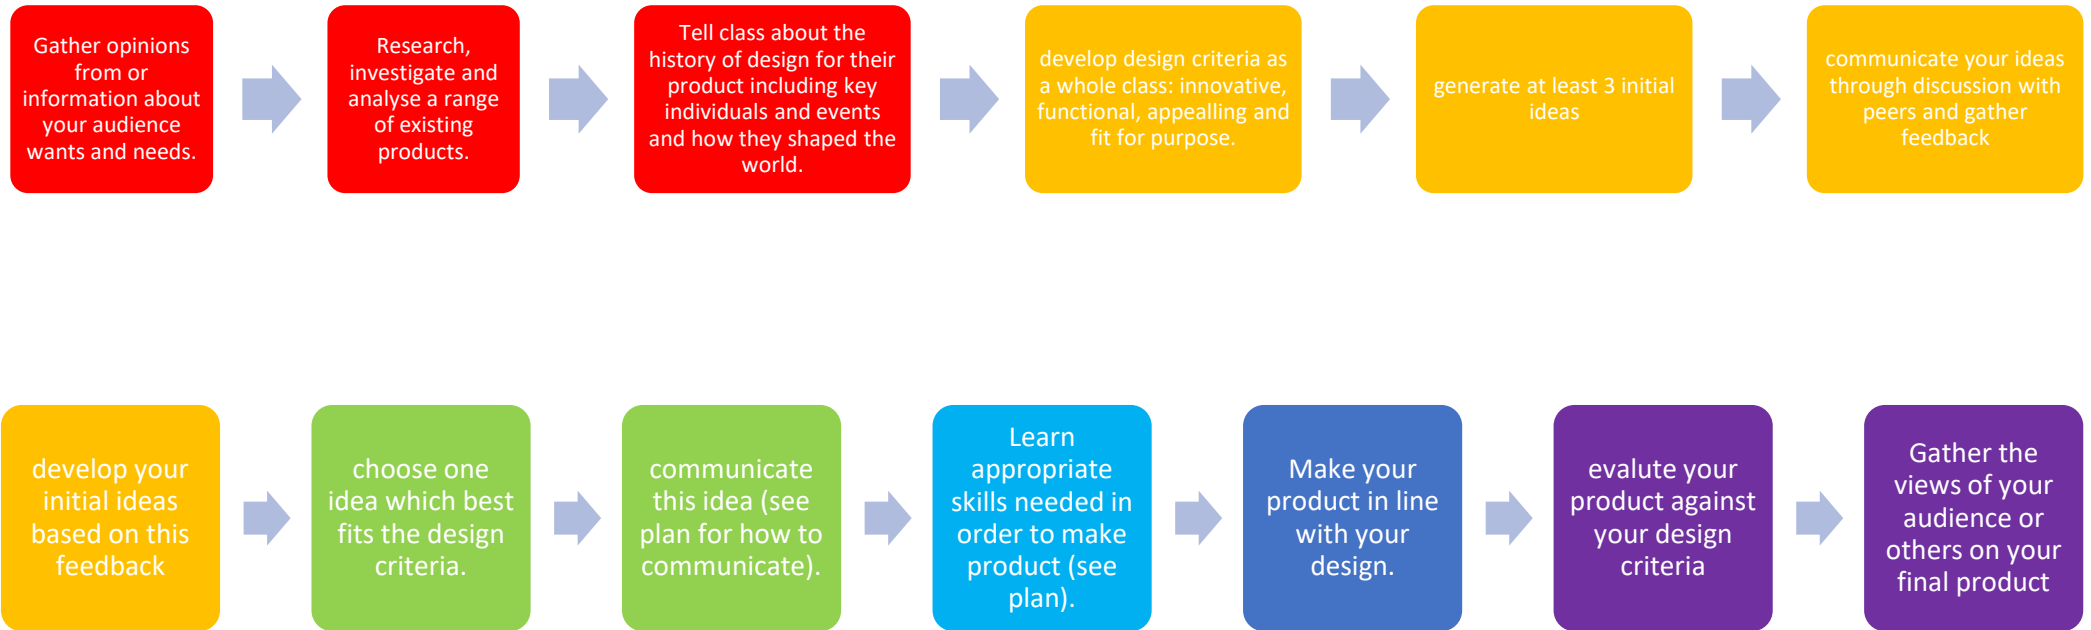 Gather opinions
from or
information about
your audience
wants and needs.
Research,
investigate and
analyse a range
of existing
products.
Tell class about the
history of design for their
product including key
individuals and events
and how they shaped the
world.
develop design criteria as
a whole class: innovative,
functional, appealling and
fit for purpose.
generate at least 3 initial
ideas
communicate your ideas
through discussion with
peers and gather
feedback
develop your
initial ideas
based on this
feedback
choose one
idea which best
fits the design
criteria.
communicate
this idea (see
plan for how to
communicate).
Learn
appropriate
skills needed in
order to make
product (see
plan).
Make your
product in line
with your
design.
evalute your
product against
your design
criteria
Gather the
views of your
audience or
others on your
final product